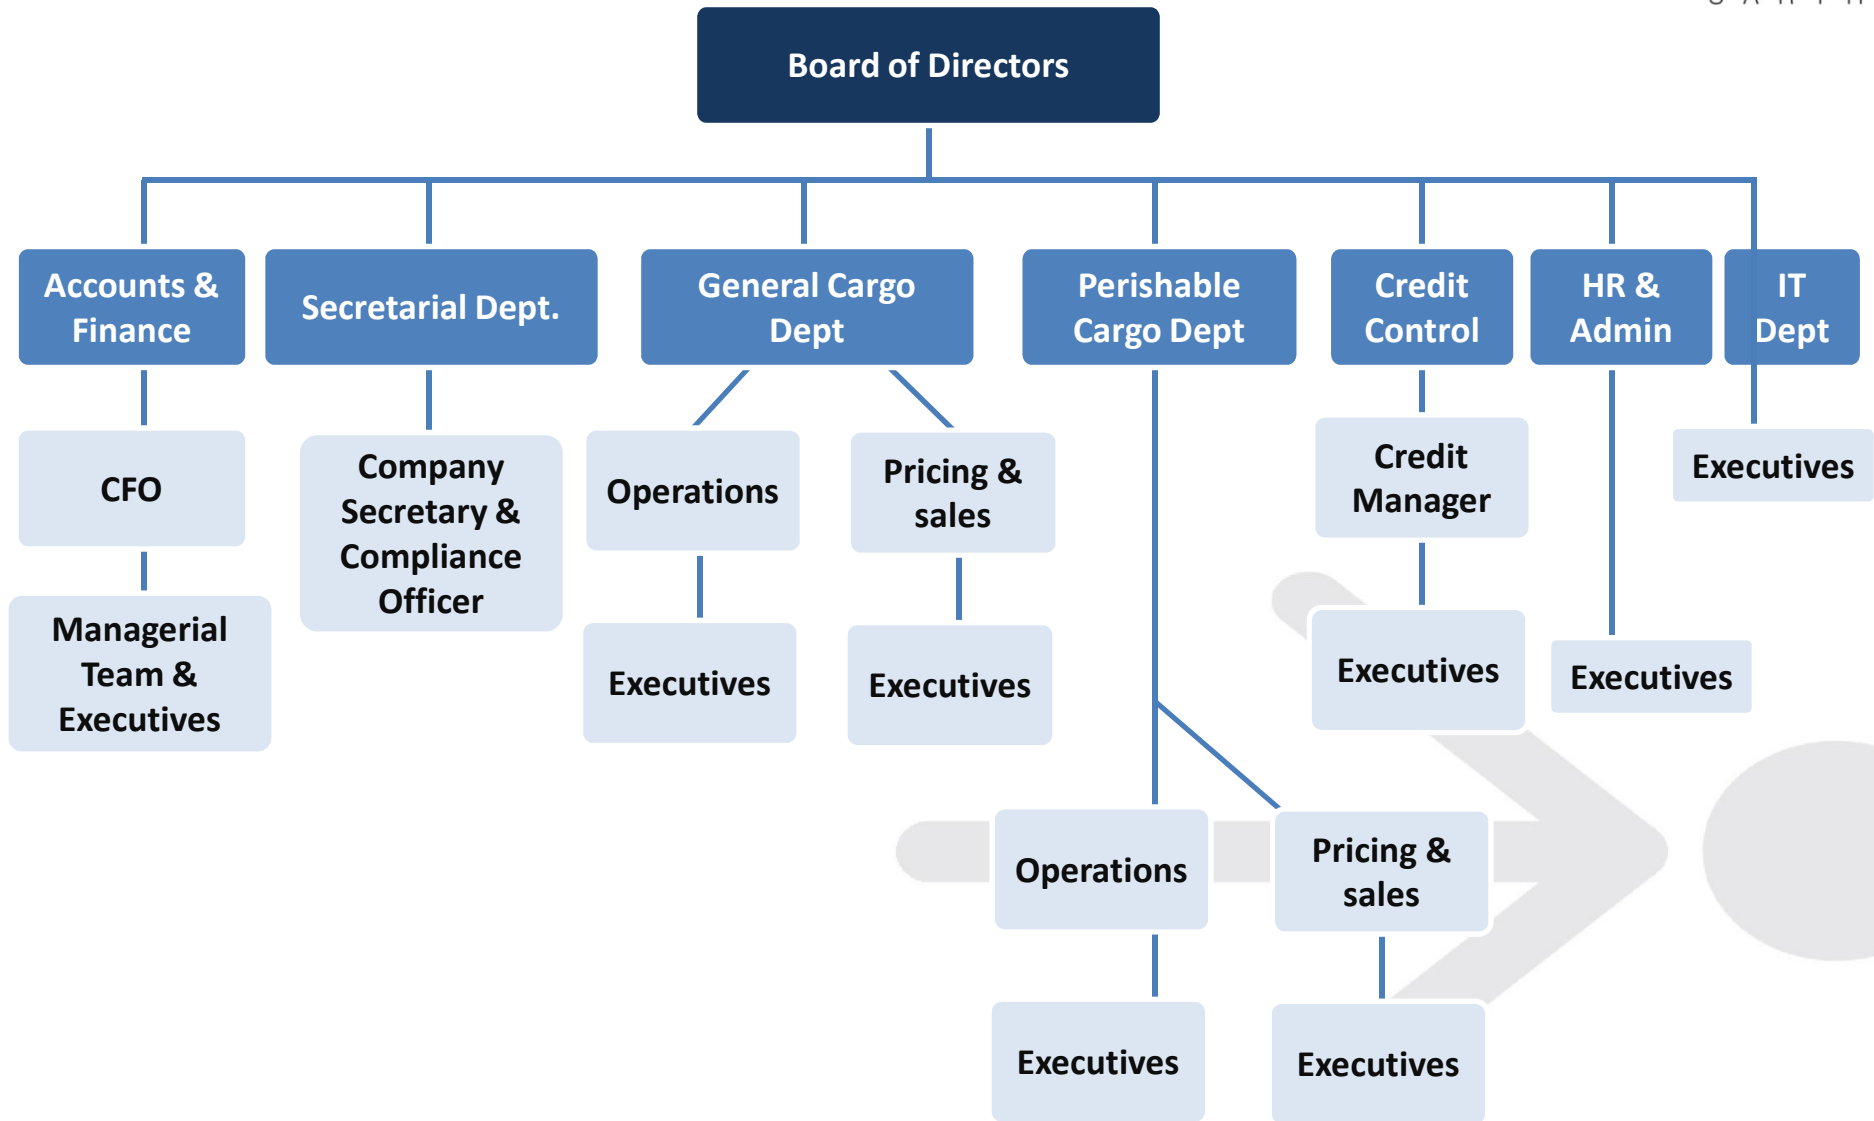 Board of Directors
Accounts &
Finance
Secretarial Dept.
General Cargo
Dept
Perishable
Cargo Dept
Credit
Control
HR &
Admin
IT
Dept
CFO
Company
Secretary &
Compliance
Officer
Operations
Pricing &
sales
Credit
Manager
Executives
Managerial
Team &
Executives
Executives
Executives
Executives
Executives
Operations
Pricing &
sales
Executives
Executives